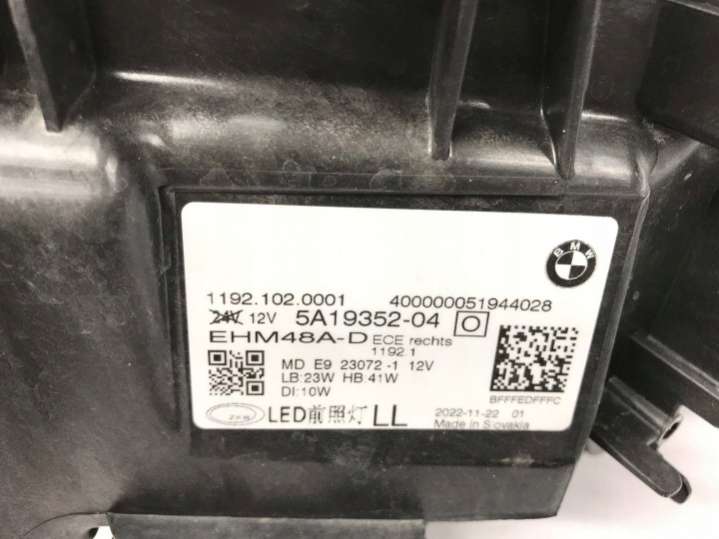 BMW
1192.102.0001 400000051944028
24V 12V 5A19352-04
EHM48A-D ECE rechts
1192.1
MD E9 23072-1 12V
LB:23W HB:41W
DI:10W
BFFFEDFFFC
LED前照灯 LL
2022-11-22 01
Made in Slovakia